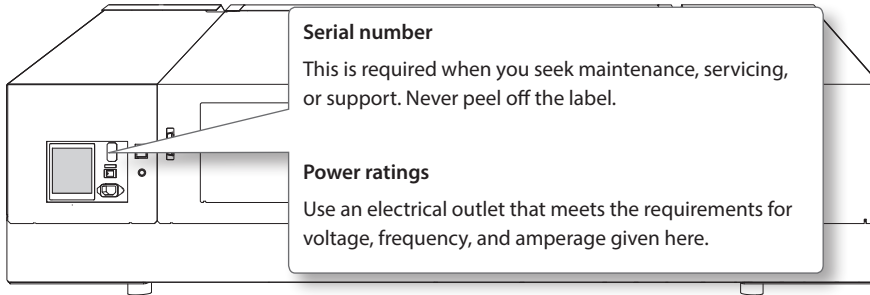 Serial number
This is required when you seek maintenance, servicing,
or support. Never peel off the label.
Power ratings
Use an electrical outlet that meets the requirements for
voltage, frequency, and amperage given here.